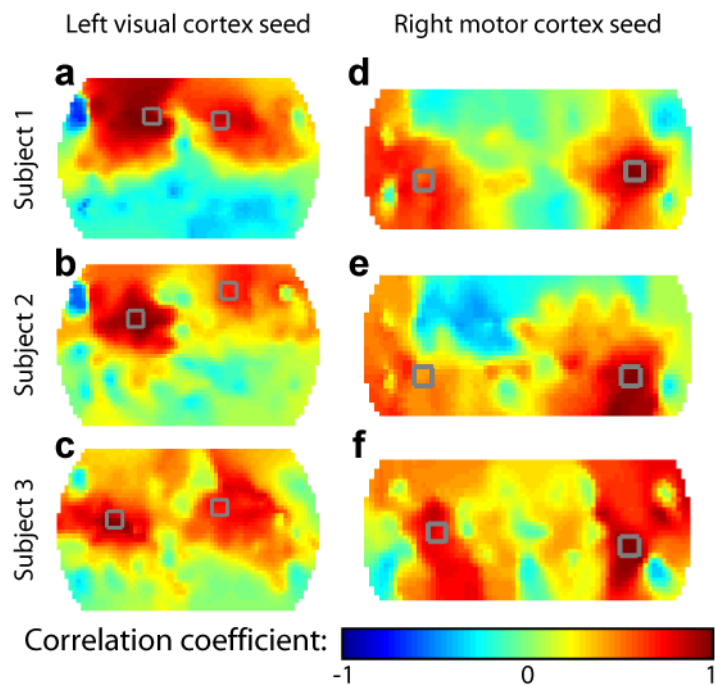 Left visual cortex seed
Right motor cortex seed
a
d
Subject 1
b
e
Subject 2
c
f
Subject 3
Correlation coefficient:
-1
0
1